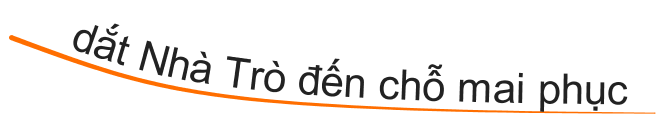 dắt Nhà Trò đến chỗ mai phục